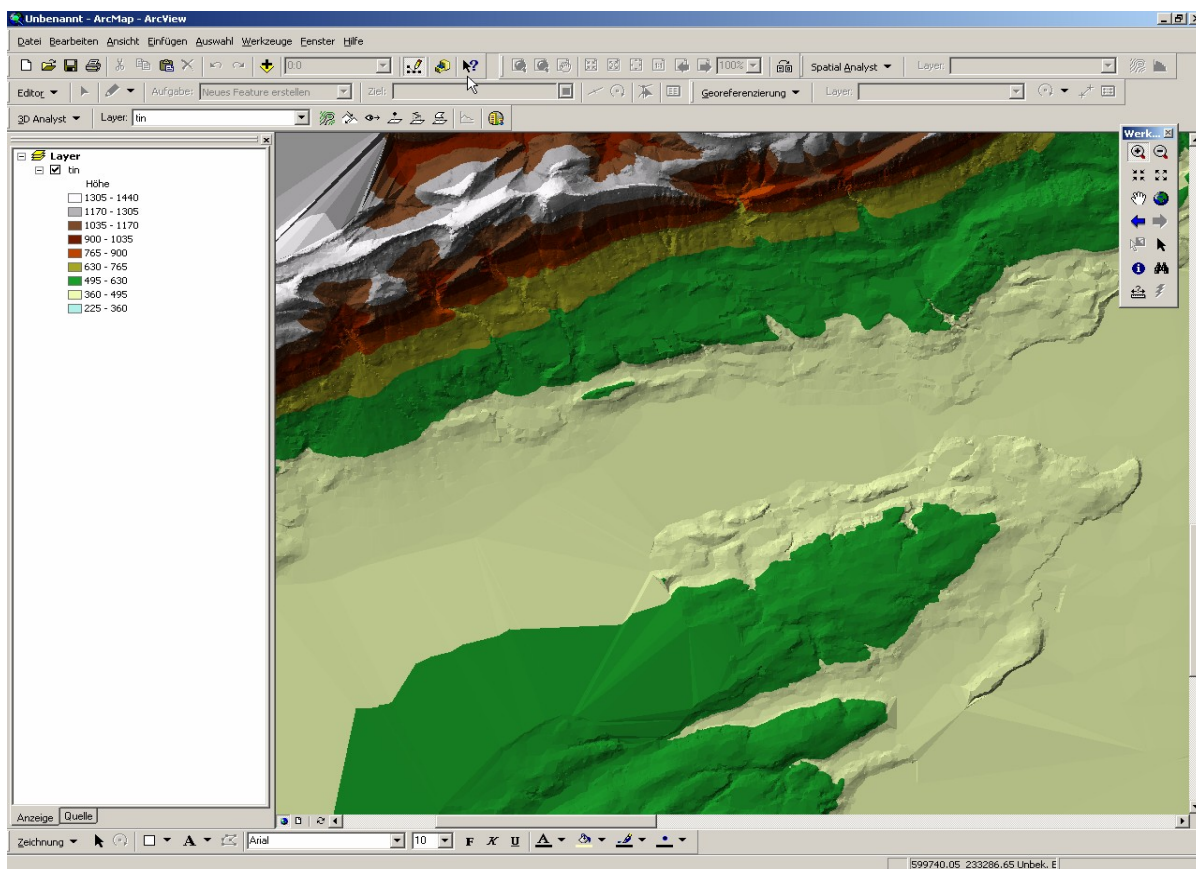 Unbenannt - ArcMap - ArcView
Datei Bearbeiten Ansicht Einfügen Auswahl Werkzeuge Fenster Hilfe
0.0 100% Spatial Analyst Layer:
Editor Aufgabe: Neues Feature erstellen Ziel: Georeferenzierung Layer:
3D Analyst Layer: tin
Werk...
Layer
tin
Höhe
1305 - 1440
1170 - 1305
1035 - 1170
900 - 1035
765 - 900
630 - 765
495 - 630
360 - 495
225 - 360
Anzeige Quelle
Zeichnung A Arial 10 F K U A
599740.05 233286.65 Unbek. E